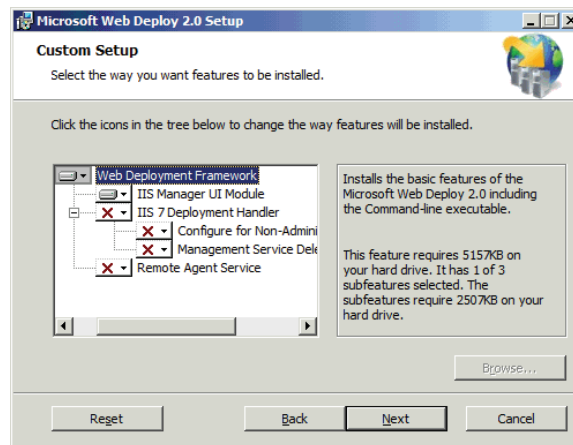 Microsoft Web Deploy 2.0 Setup
Custom Setup
Select the way you want features to be installed.
Click the icons in the tree below to change the way features will be installed.
Web Deployment Framework
IIS Manager UI Module
IIS 7 Deployment Handler
Configure for Non-Admini
Management Service Dele
Remote Agent Service
Installs the basic features of the
Microsoft Web Deploy 2.0 including
the Command-line executable.
This feature requires 5157KB on
your hard drive. It has 1 of 3
subfeatures selected. The
subfeatures require 2507KB on your
hard drive.
Browse...
Reset Back Next Cancel